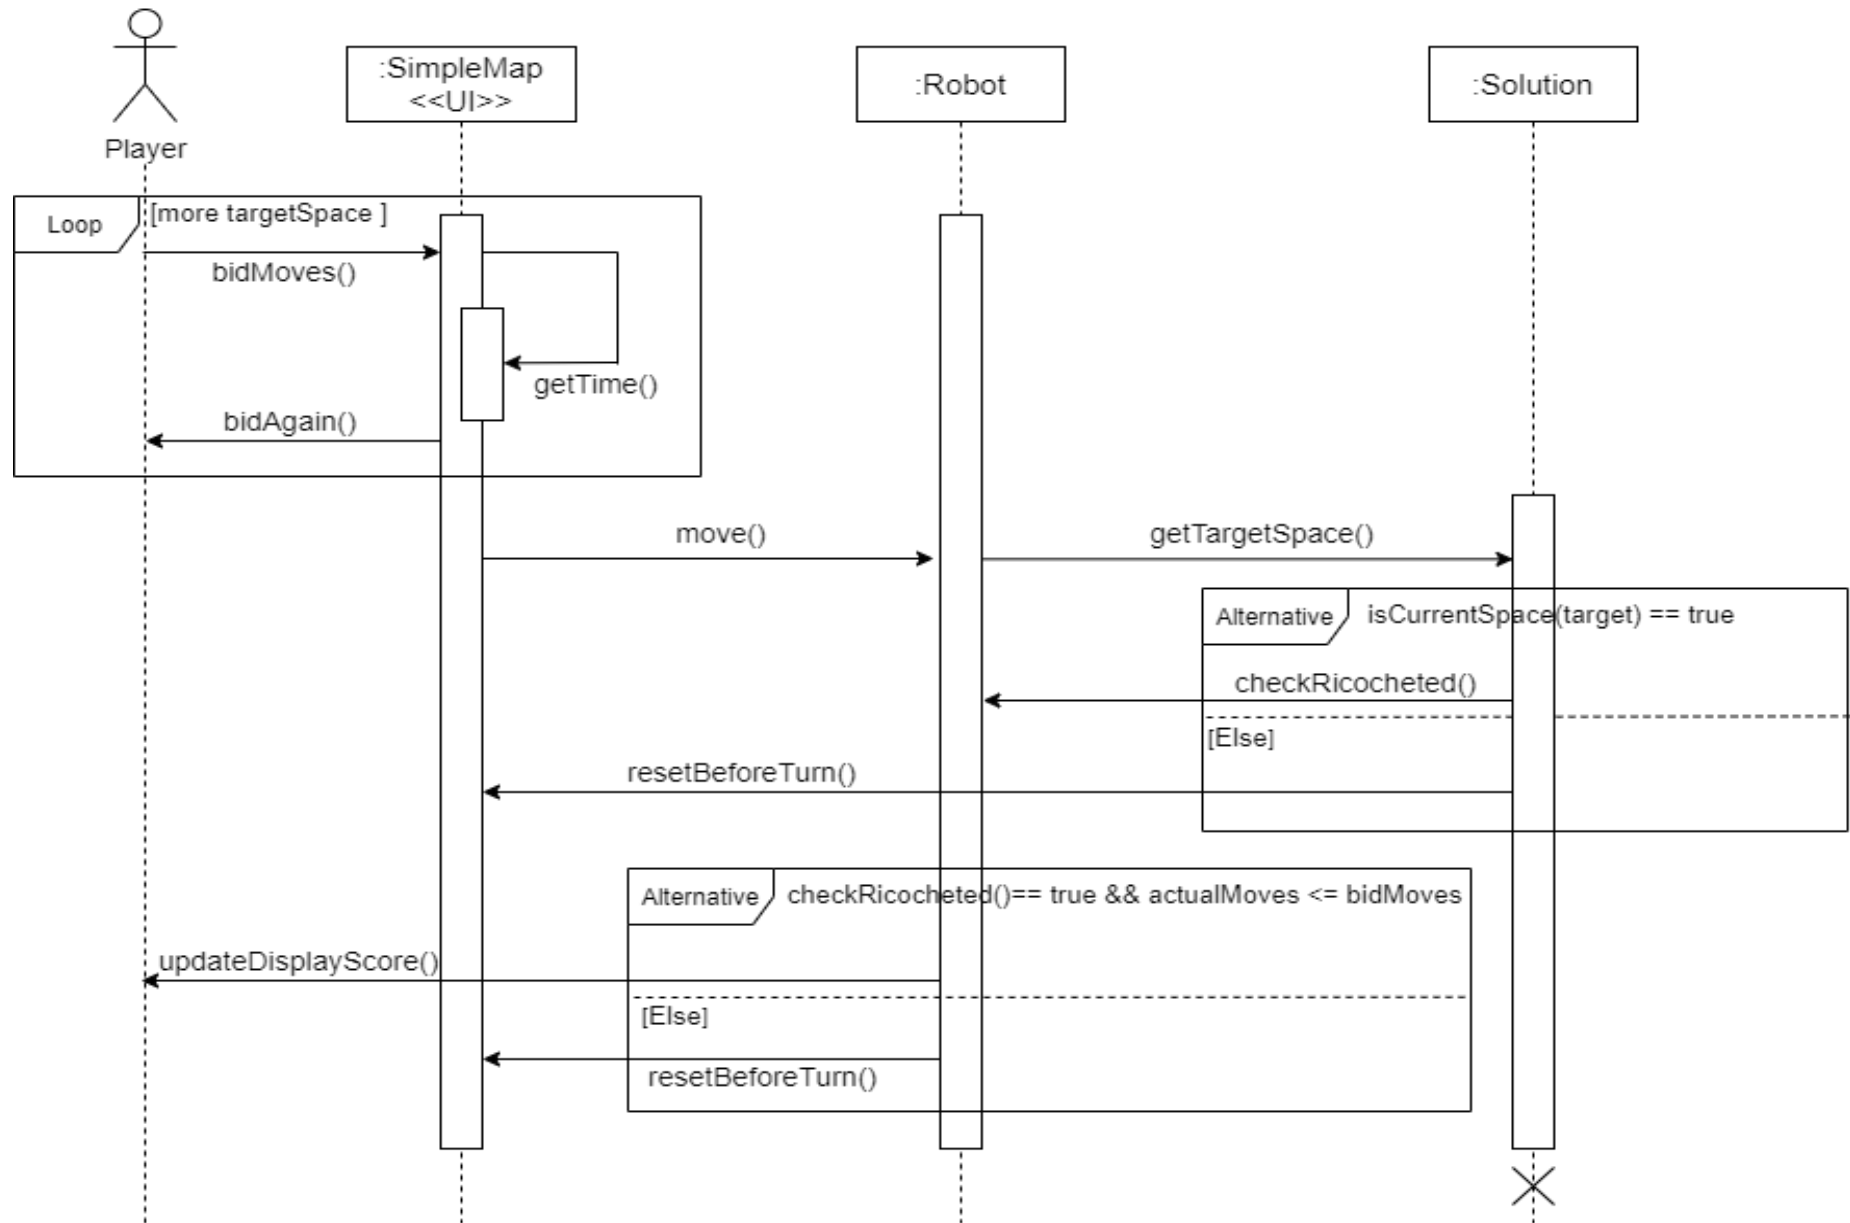 :SimpleMap
<<UI>>
:Robot
:Solution
Player
Loop
[more targetSpace ]
bidMoves()
getTime()
bidAgain()
move()
getTargetSpace()
Alternative
isCurrentSpace(target) == true
checkRicocheted()
[Else]
resetBeforeTurn()
Alternative
checkRicocheted()== true && actualMoves <= bidMoves
updateDisplayScore()
[Else]
resetBeforeTurn()